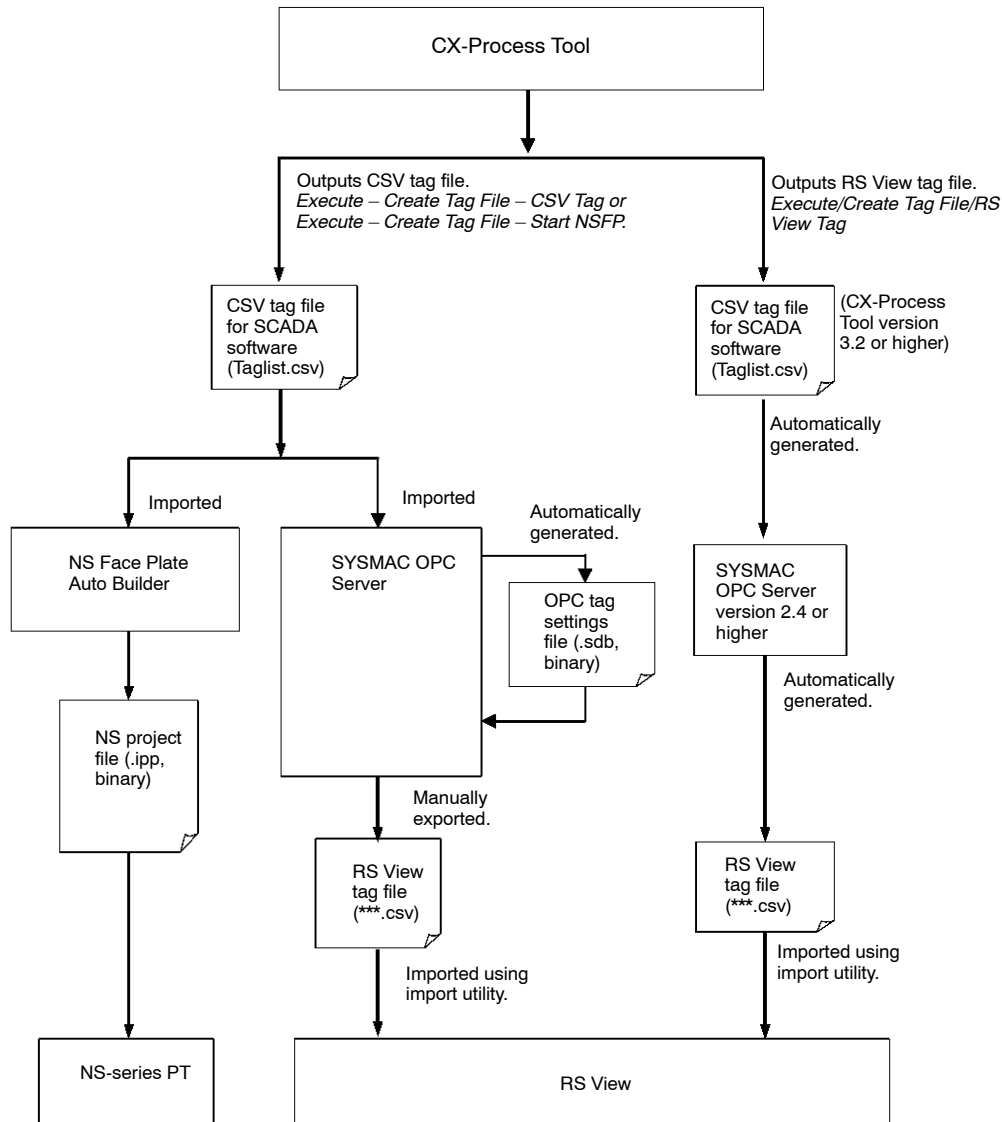 CX-Process Tool
Outputs CSV tag file.
Execute – Create Tag File – CSV Tag or
Execute – Create Tag File – Start NSFP.
Outputs RS View tag file.
Execute/Create Tag File/RS
View Tag
CSV tag file
for SCADA
software
(Taglist.csv)
CSV tag file
for SCADA
software
(Taglist.csv)
(CX-Process
Tool version
3.2 or higher)
Automatically
generated.
Imported
Imported
Automatically
generated.
NS Face Plate
Auto Builder
SYSMAC OPC
Server
OPC tag
settings
file (.sdb,
binary)
SYSMAC
OPC Server
version 2.4 or
higher
Automatically
generated.
NS project
file (.ipp,
binary)
Manually
exported.
RS View
tag file
(***.csv)
RS View
tag file
(***.csv)
Imported using
import utility.
Imported using
import utility.
NS-series PT
RS View